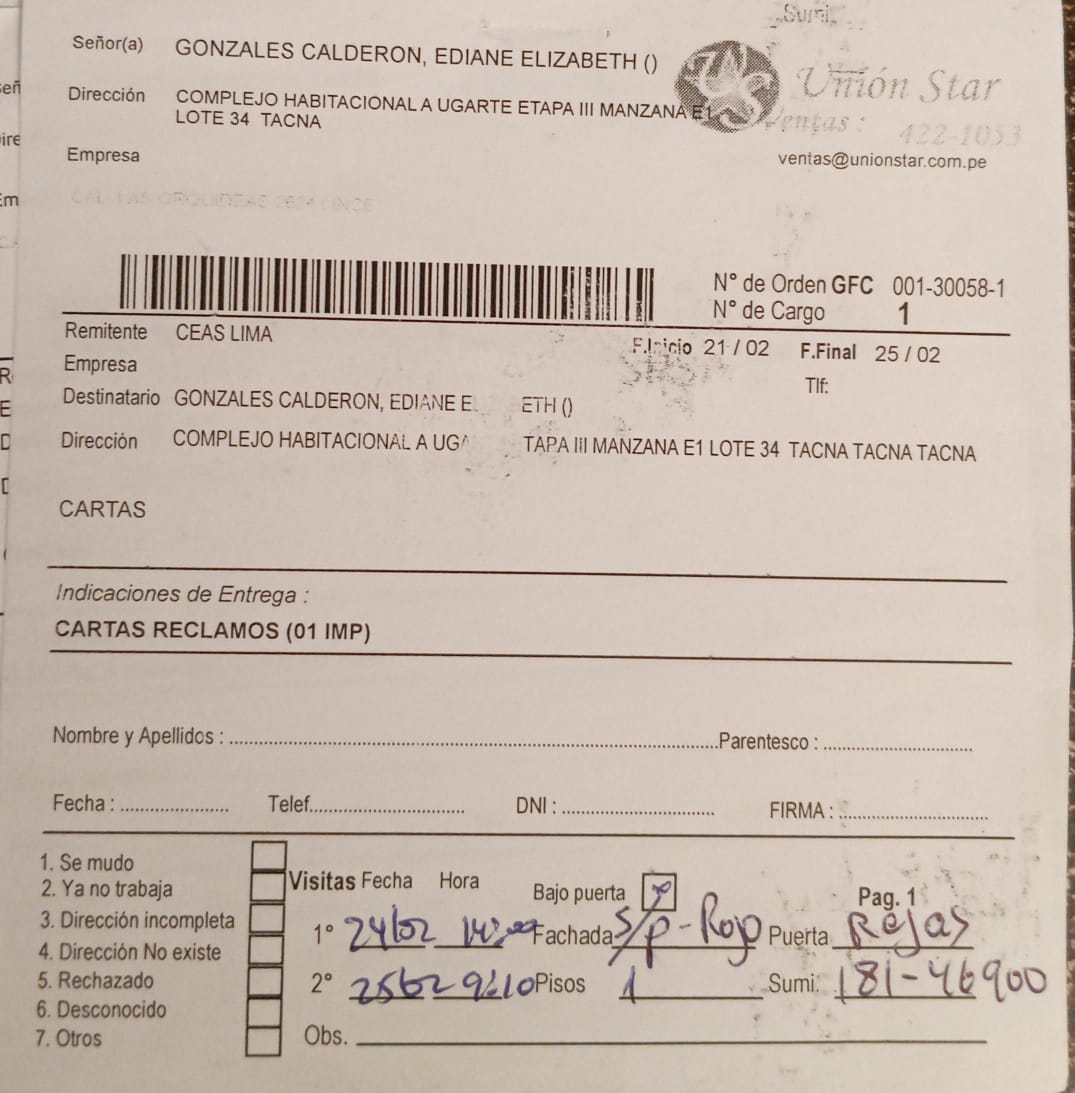 Sumi.
Señor(a) GONZALES CALDERON, EDIANE ELIZABETH ()
Unión Star
Dirección COMPLEJO HABITACIONAL A UGARTE ETAPA III MANZANA E1
LOTE 34 TACNA
Ventas : 422-1053
Empresa
ventas@unionstar.com.pe
CAL. LAS ORQUIDEAS 2624 LINCE
N° de Orden GFC 001-30058-1
N° de Cargo 1
Remitente CEAS LIMA
F.Inicio 21 / 02 F.Final 25 / 02
Empresa
Tlf:
Destinatario GONZALES CALDERON, EDIANE E ETH ()
Dirección COMPLEJO HABITACIONAL A UGA TAPA III MANZANA E1 LOTE 34 TACNA TACNA TACNA
CARTAS
Indicaciones de Entrega :
CARTAS RECLAMOS (01 IMP)
Nombre y Apellidos : Parentesco :
Fecha : Telef. DNI : FIRMA :
1. Se mudo
2. Ya no trabaja
3. Dirección incompleta
4. Dirección No existe
5. Rechazado
6. Desconocido
7. Otros
Visitas Fecha Hora Bajo puerta Pag. 1
1° 24/02 Fachada S/p - Rojo Puerta Rejas
2° 25/02 9:10 Pisos 1 Sumi: 181-46900
Obs.